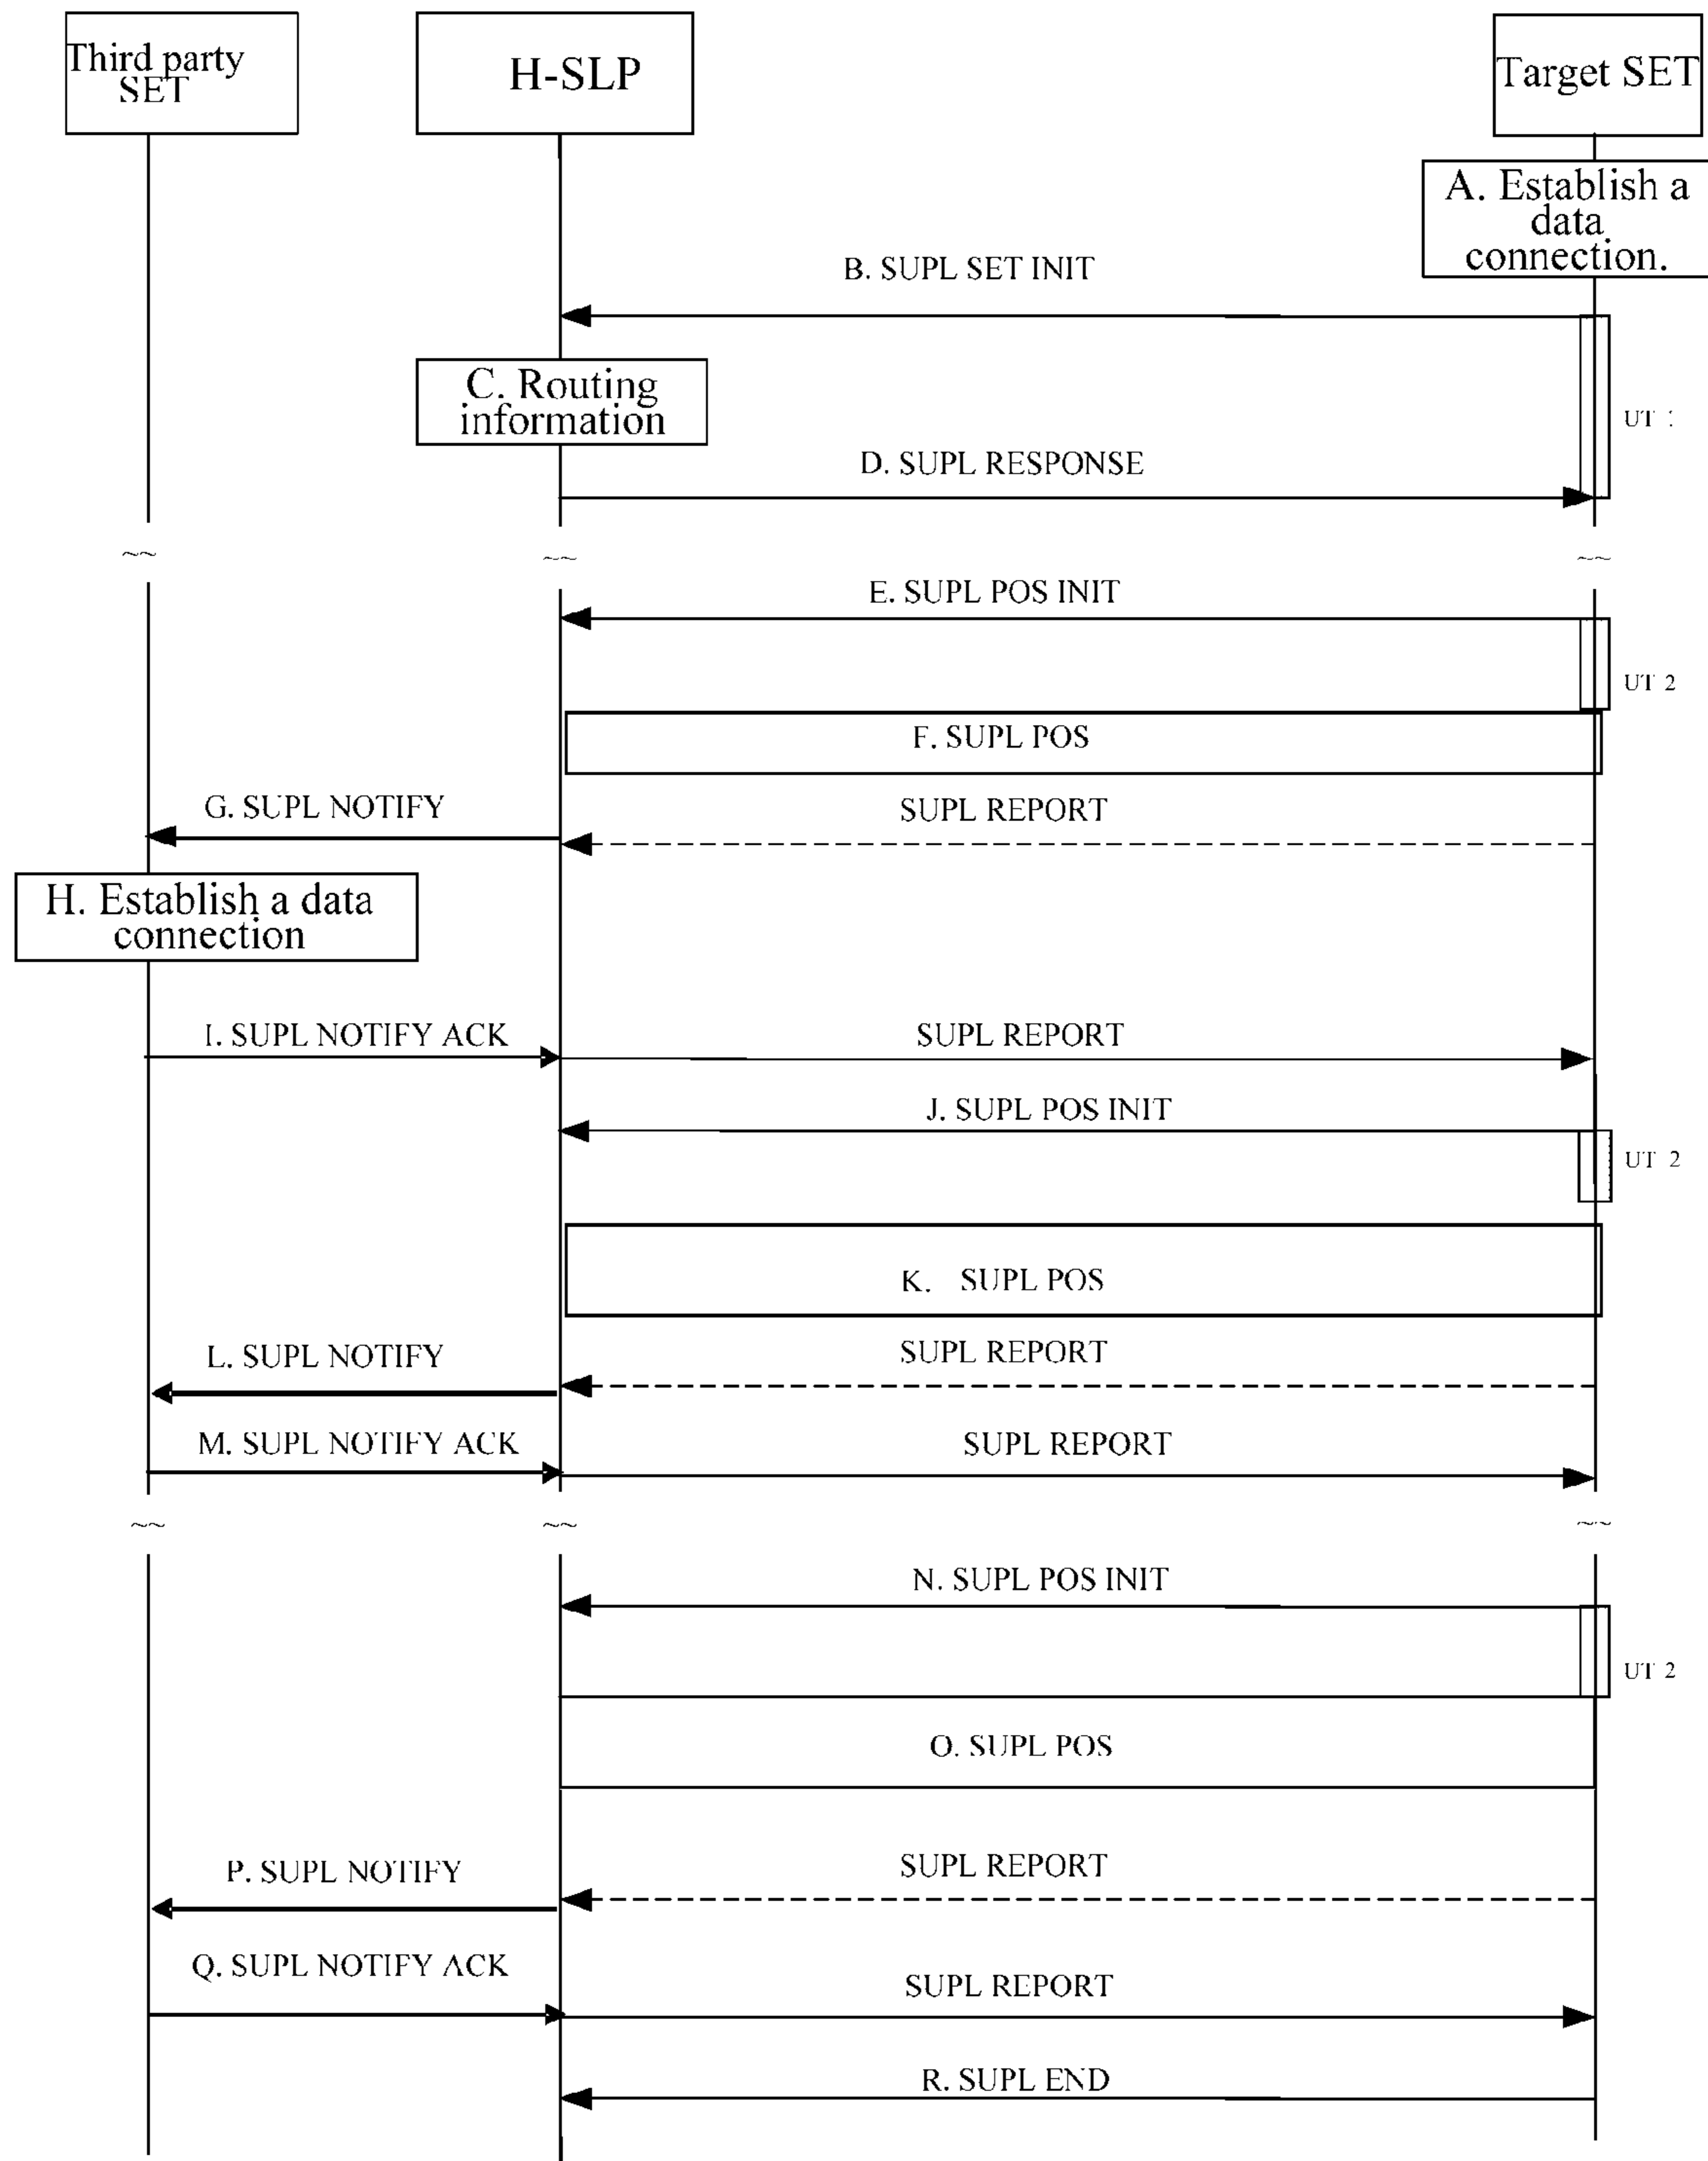 Third party
SET
H-SLP
Target SET
A. Establish a
data
connection.
B. SUPL SET INIT
C. Routing
information
UT
D. SUPL RESPONSE
~~
~~
~~
E. SUPL POS INIT
UT 2
F. SUPL POS
G. SUPL NOTIFY
SUPL REPORT
H. Establish a data
connection
I. SUPL NOTIFY ACK
SUPL REPORT
J. SUPL POS INIT
UT 2
K. SUPL POS
L. SUPL NOTIFY
SUPL REPORT
M. SUPL NOTIFY ACK
SUPL REPORT
~~
~~
~~
N. SUPL POS INIT
UT 2
O. SUPL POS
P. SUPL NOTIFY
SUPL REPORT
Q. SUPL NOTIFY ACK
SUPL REPORT
R. SUPL END